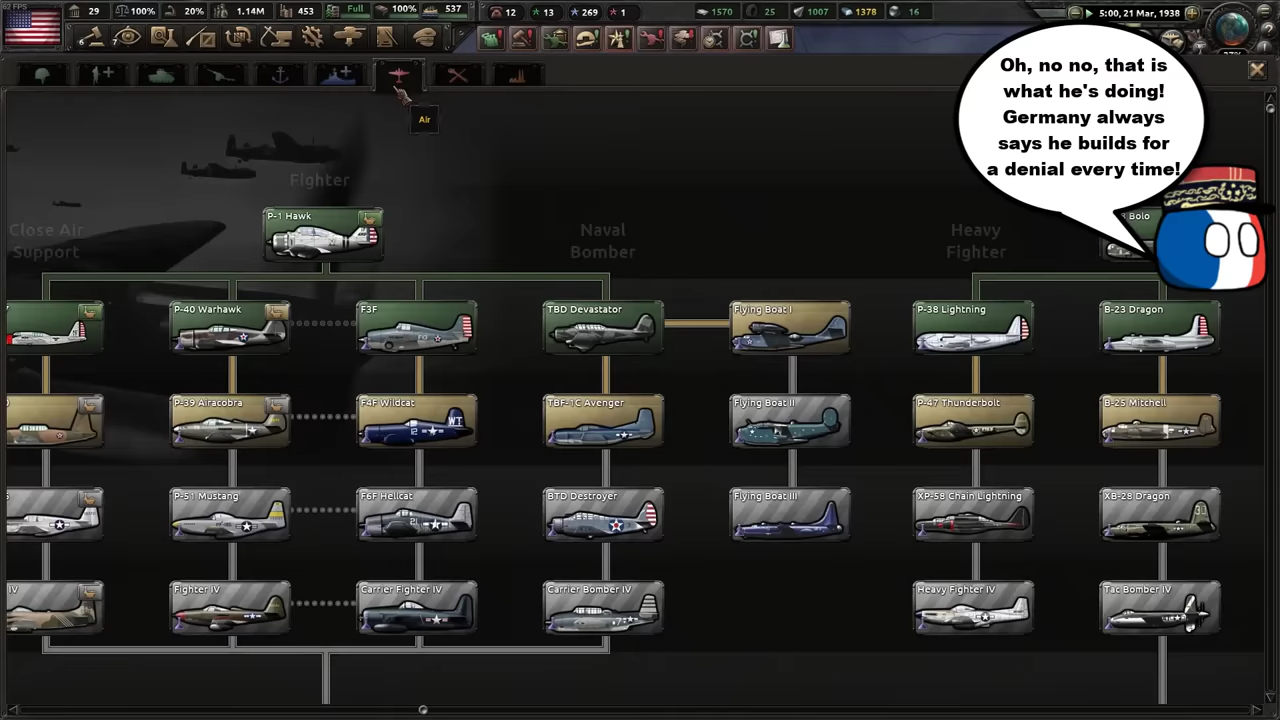 FPS
29
100%
20%
1.14M
453
Full
100%
537
12
13
269
1
1570
25
1007
1378
16
5:00, 21 Mar, 1938
Oh, no no, that is
what he's doing!
Germany always
says he builds for
a denial every time!
Air
Fighter
Close Air
Support
Naval
Bomber
Heavy
Fighter
P-1 Hawk
Bolo
P-40 Warhawk
F3F
TBD Devastator
Flying Boat I
P-38 Lightning
B-23 Dragon
P-39 Airacobra
F4F Wildcat
TBF-1C Avenger
Flying Boat II
P-47 Thunderbolt
B-25 Mitchell
P-51 Mustang
F6F Hellcat
BTD Destroyer
Flying Boat III
XP-58 Chain Lightning
XB-28 Dragon
IV
Fighter IV
Carrier Fighter IV
Carrier Bomber IV
Heavy Fighter IV
Tac Bomber IV